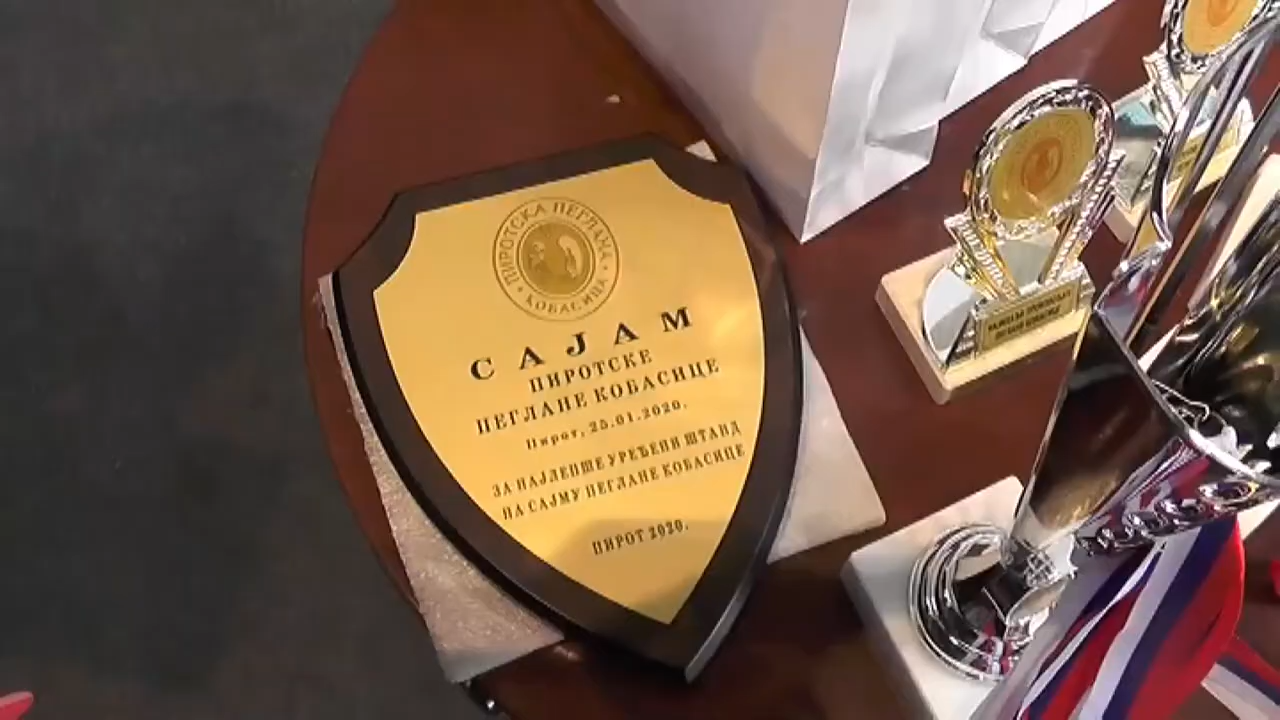 ПИРОТСКА ПЕГЛАНА
КОБАСИЦА
САЈАМ
ПИРОТСКЕ
ПЕГЛАНЕ КОБАСИЦЕ
Пирот, 25.01.2020.
ЗА НАЈЛЕПШЕ УРЕЂЕНИ ШТАНД
НА САЈМУ ПЕГЛАНЕ КОБАСИЦЕ
ПИРОТ 2020.